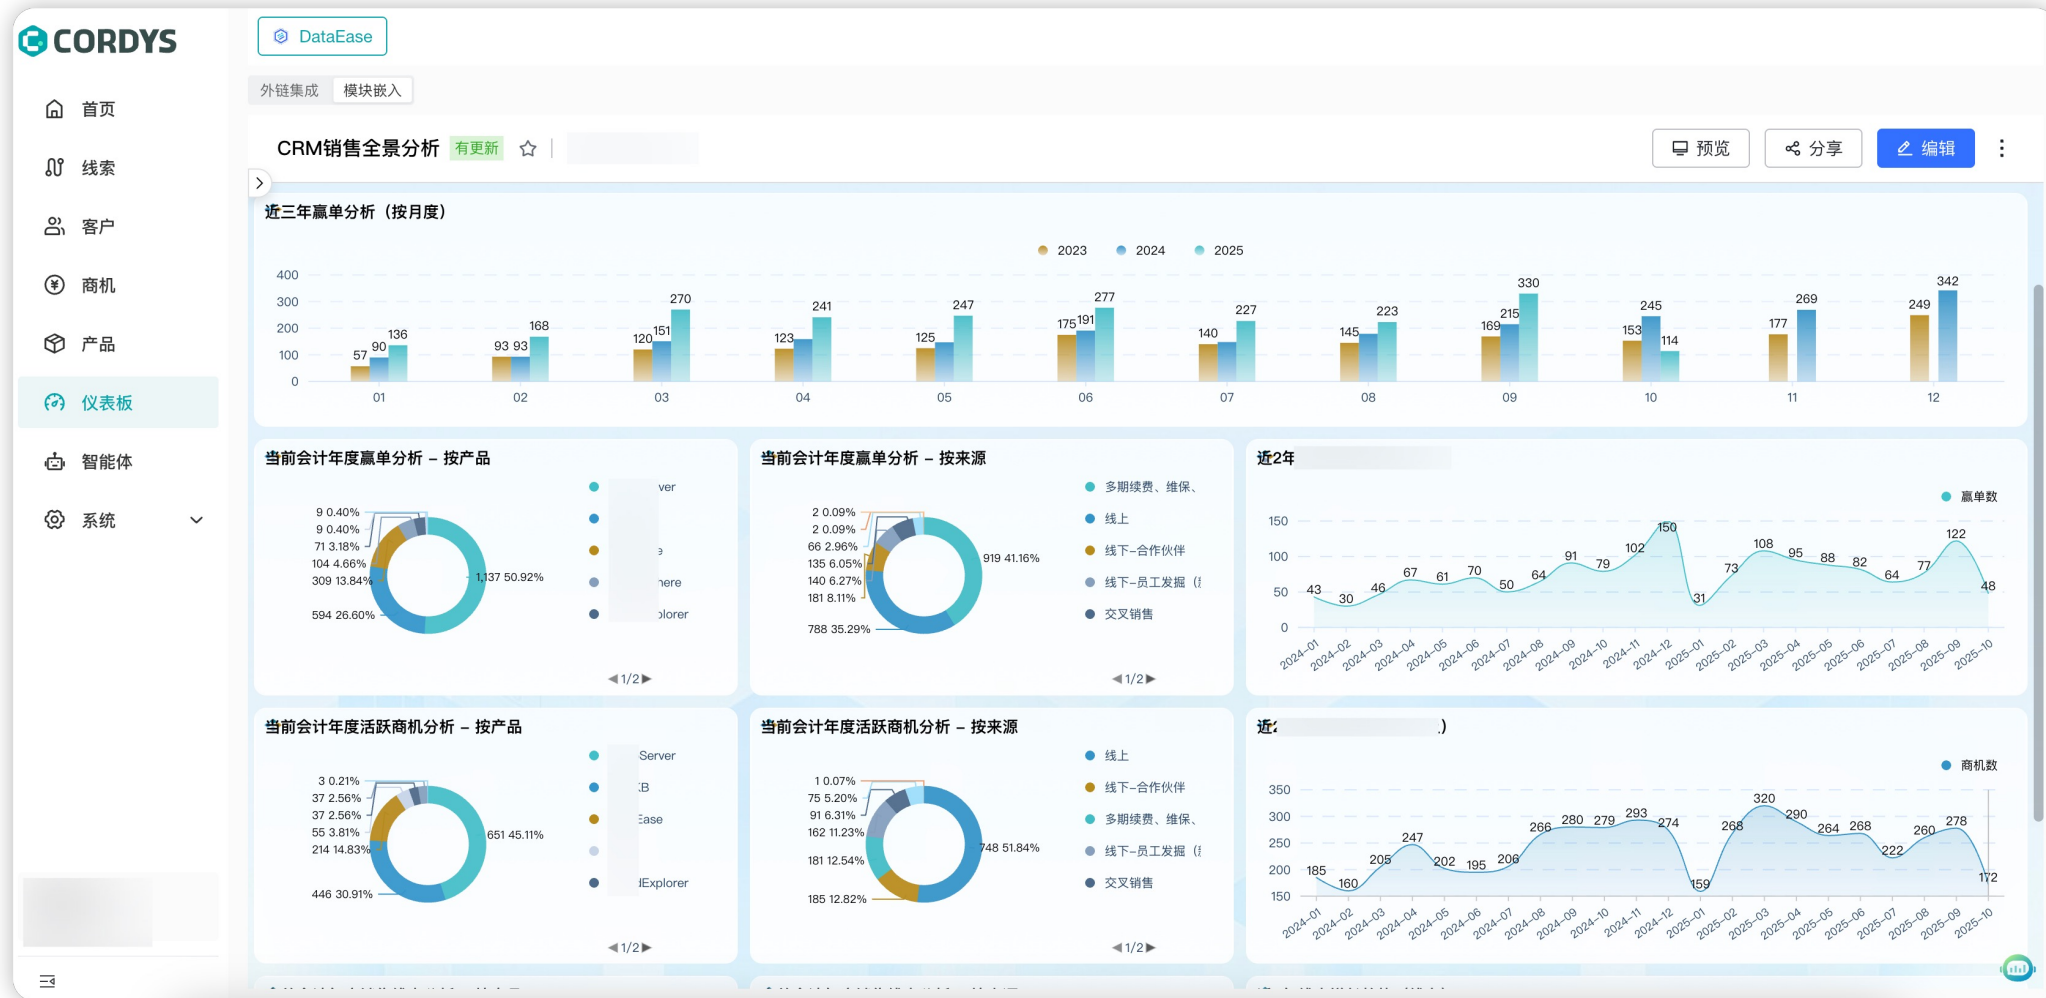 CORDYS
DataEase
首页
线索
客户
商机
产品
仪表板
智能体
系统
外链集成 模块嵌入
CRM销售全景分析 有更新
预览 分享 编辑
近三年赢单分析（按月度）
2023 2024 2025
400
300
200
100
0
57 90 136
93 93 168
120 151 270
123 241
125 247
175 191 277
140 227
145 223
169 215 330
153 245 114
177 269
249 342
01 02 03 04 05 06 07 08 09 10 11 12
当前会计年度赢单分析 – 按产品
9 0.40%
9 0.40%
71 3.18%
104 4.66%
309 13.84%
594 26.60%
1,137 50.92%
ver
e
here
plorer
1/2
当前会计年度赢单分析 – 按来源
2 0.09%
2 0.09%
66 2.96%
135 6.05%
140 6.27%
181 8.11%
788 35.29%
919 41.16%
多期续费、维保、
线上
线下–合作伙伴
线下–员工发掘
交叉销售
1/2
近2年
赢单数
150
100
50
0
43 30 46 67 61 70 50 64 91 79 102 150 31 73 108 95 88 82 64 77 122 48
2024–01 2024–02 2024–03 2024–04 2024–05 2024–06 2024–07 2024–08 2024–09 2024–10 2024–11 2024–12 2025–01 2025–02 2025–03 2025–04 2025–05 2025–06 2025–07 2025–08 2025–09 2025–10
当前会计年度活跃商机分析 – 按产品
3 0.21%
37 2.56%
37 2.56%
55 3.81%
214 14.83%
446 30.91%
651 45.11%
Server
KB
Ease
Explorer
1/2
当前会计年度活跃商机分析 – 按来源
1 0.07%
75 5.20%
91 6.31%
162 11.23%
181 12.54%
185 12.82%
748 51.84%
线上
线下–合作伙伴
多期续费、维保、
线下–员工发掘
交叉销售
1/2
近2
商机数
350
300
250
200
150
185 160 205 247 202 195 206 266 280 279 293 274 159 268 320 290 264 268 222 260 278 172
2024–01 2024–02 2024–03 2024–04 2024–05 2024–06 2024–07 2024–08 2024–09 2024–10 2024–11 2024–12 2025–01 2025–02 2025–03 2025–04 2025–05 2025–06 2025–07 2025–08 2025–09 2025–10